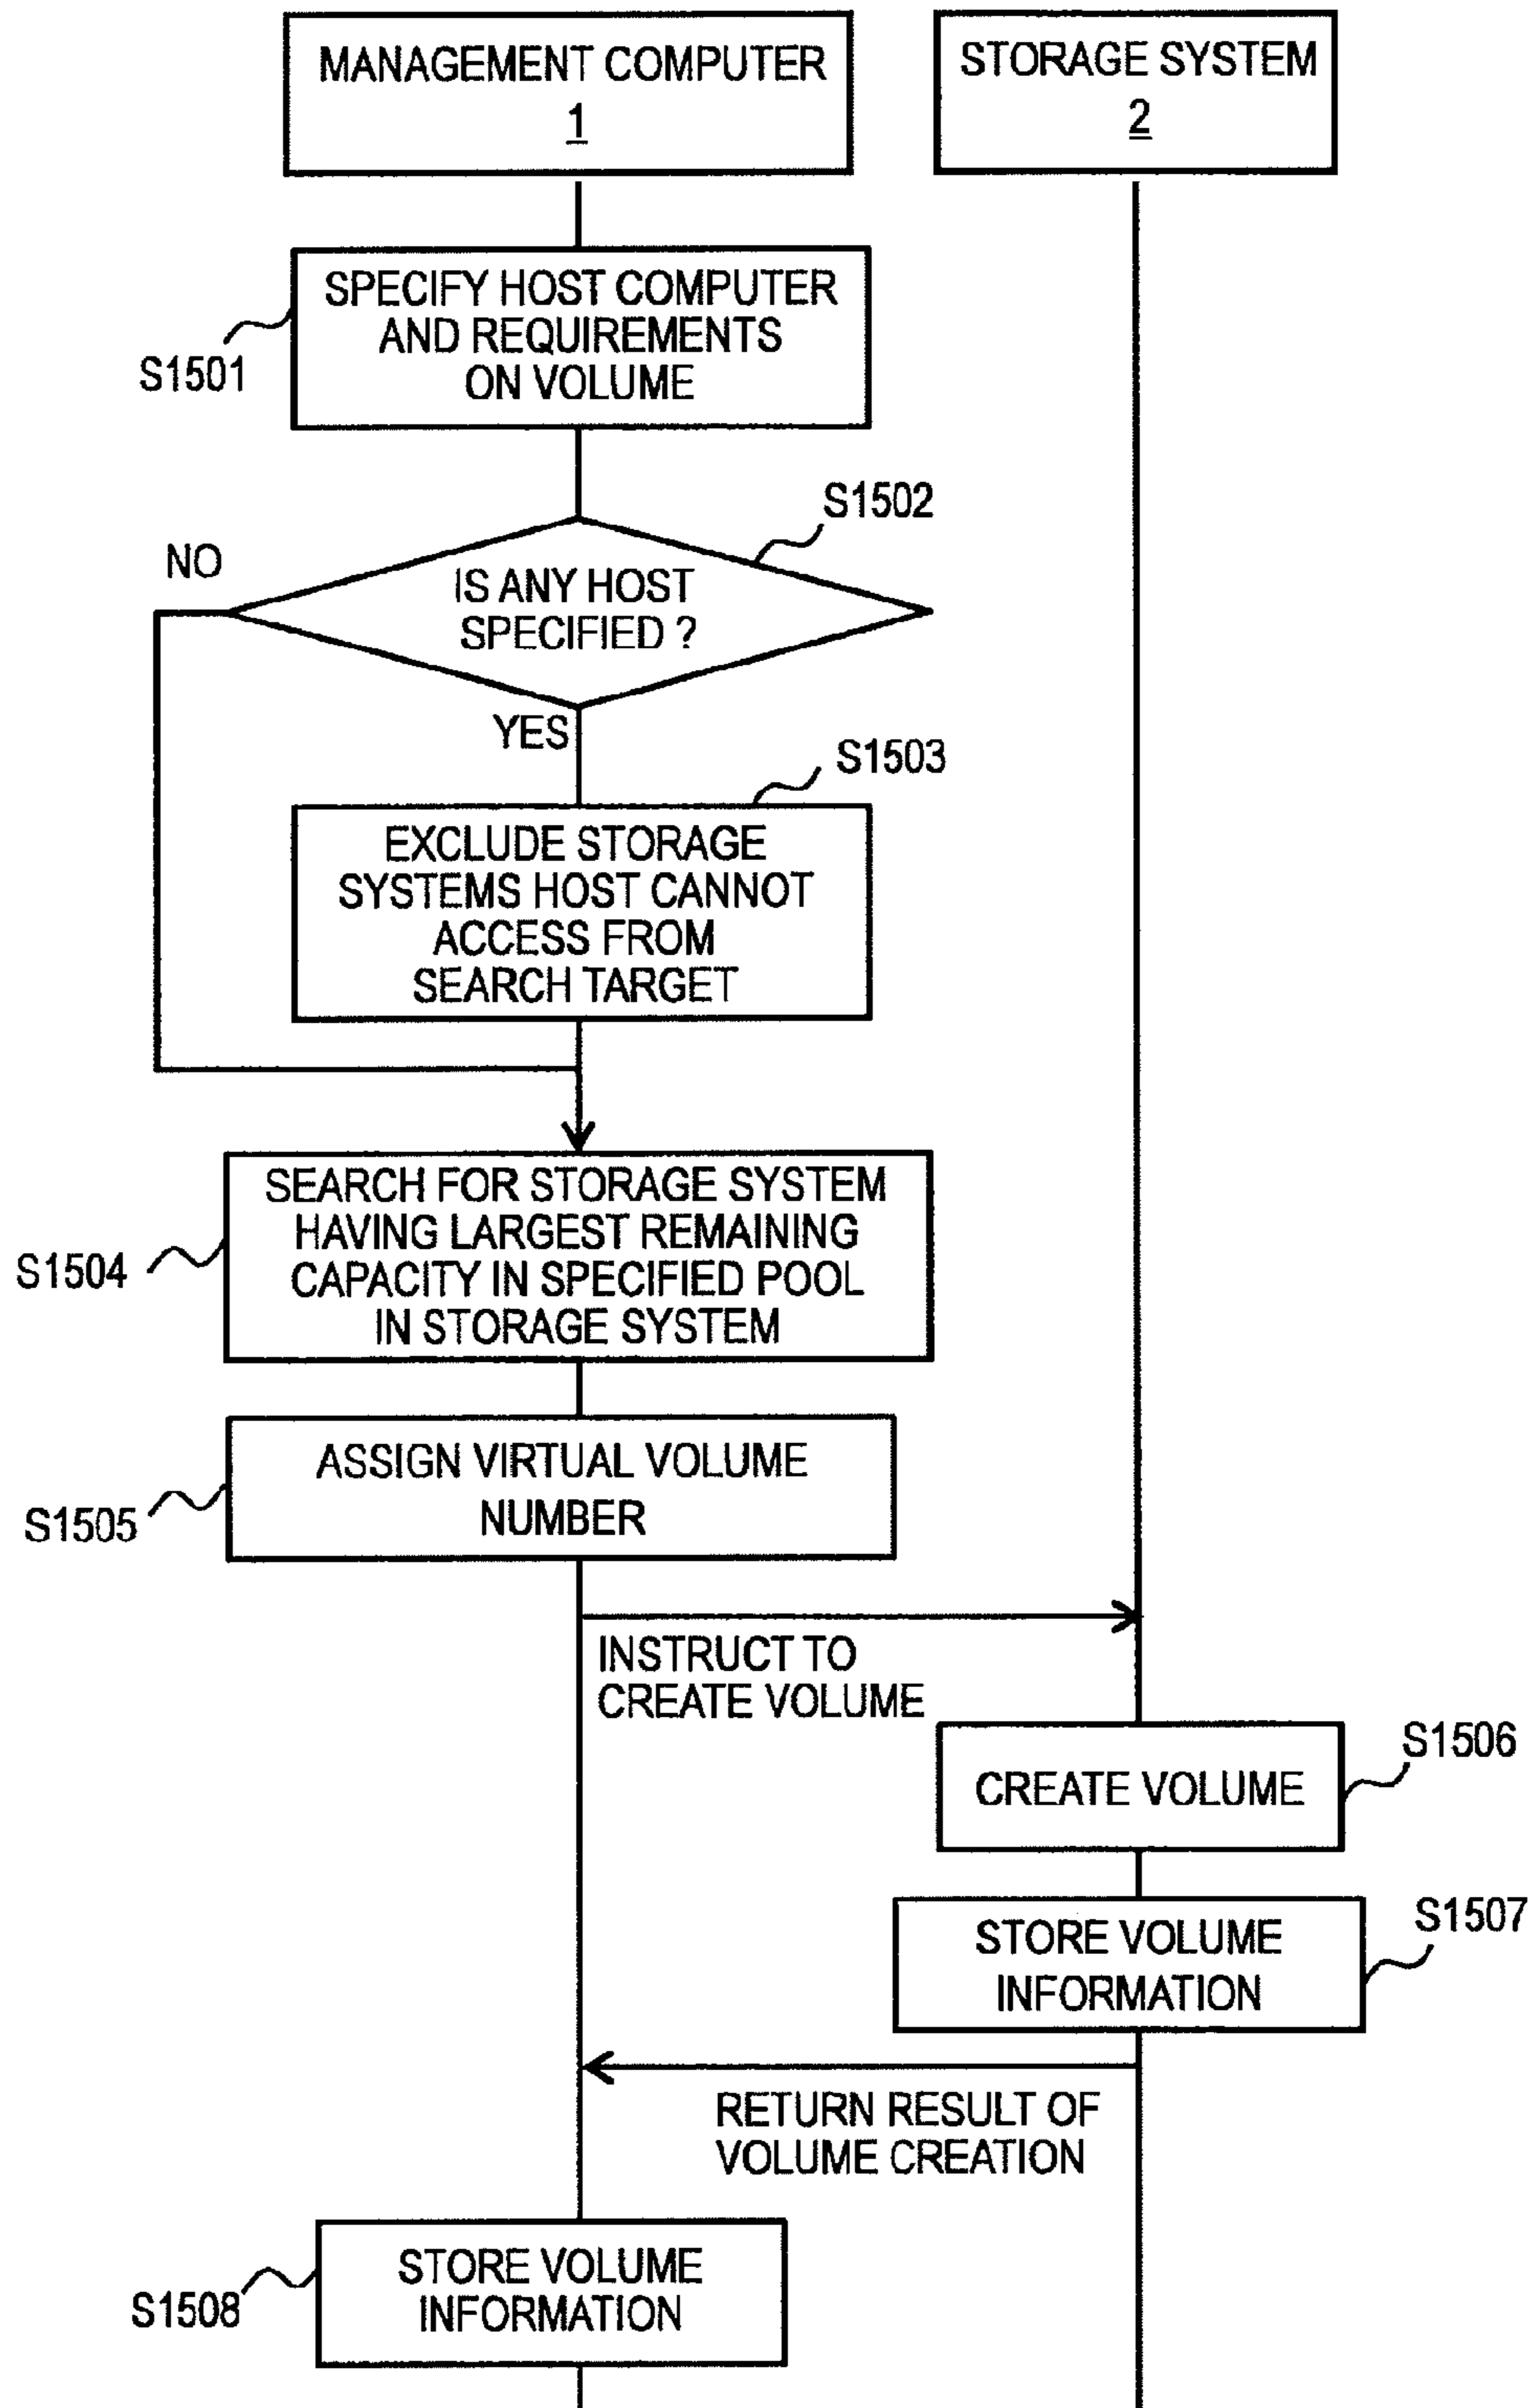 MANAGEMENT COMPUTER
1
STORAGE SYSTEM
2
SPECIFY HOST COMPUTER
AND REQUIREMENTS
ON VOLUME
S1501
S1502
NO
IS ANY HOST
SPECIFIED ?
YES
S1503
EXCLUDE STORAGE
SYSTEMS HOST CANNOT
ACCESS FROM
SEARCH TARGET
SEARCH FOR STORAGE SYSTEM
HAVING LARGEST REMAINING
CAPACITY IN SPECIFIED POOL
IN STORAGE SYSTEM
S1504
ASSIGN VIRTUAL VOLUME
NUMBER
S1505
INSTRUCT TO
CREATE VOLUME
S1506
CREATE VOLUME
S1507
STORE VOLUME
INFORMATION
RETURN RESULT OF
VOLUME CREATION
STORE VOLUME
INFORMATION
S1508